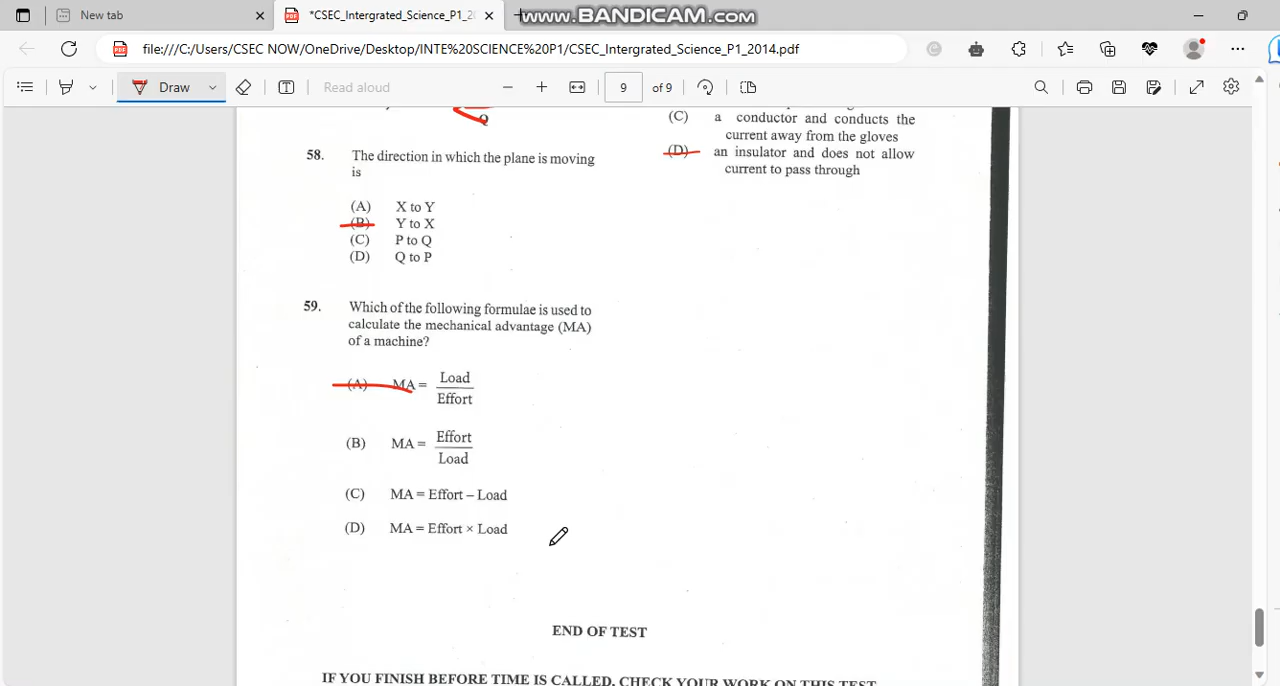 New tab
*CSEC_Intergrated_Science_P1_2
www.BANDICAM.com
file:///C:/Users/CSEC NOW/OneDrive/Desktop/INTE%20SCIENCE%20P1/CSEC_Intergrated_Science_P1_2014.pdf
Draw
Read aloud
9 of 9
Q
58. The direction in which the plane is moving
is
(A) X to Y
(B) Y to X
(C) P to Q
(D) Q to P
59. Which of the following formulae is used to
calculate the mechanical advantage (MA)
of a machine?
(A) MA = Load
Effort
(B) MA = Effort
Load
(C) MA = Effort – Load
(D) MA = Effort × Load
(C) a conductor and conducts the
current away from the gloves
(D) an insulator and does not allow
current to pass through
END OF TEST
IF YOU FINISH BEFORE TIME IS CALLED, CHECK YOUR WORK ON THIS TEST.